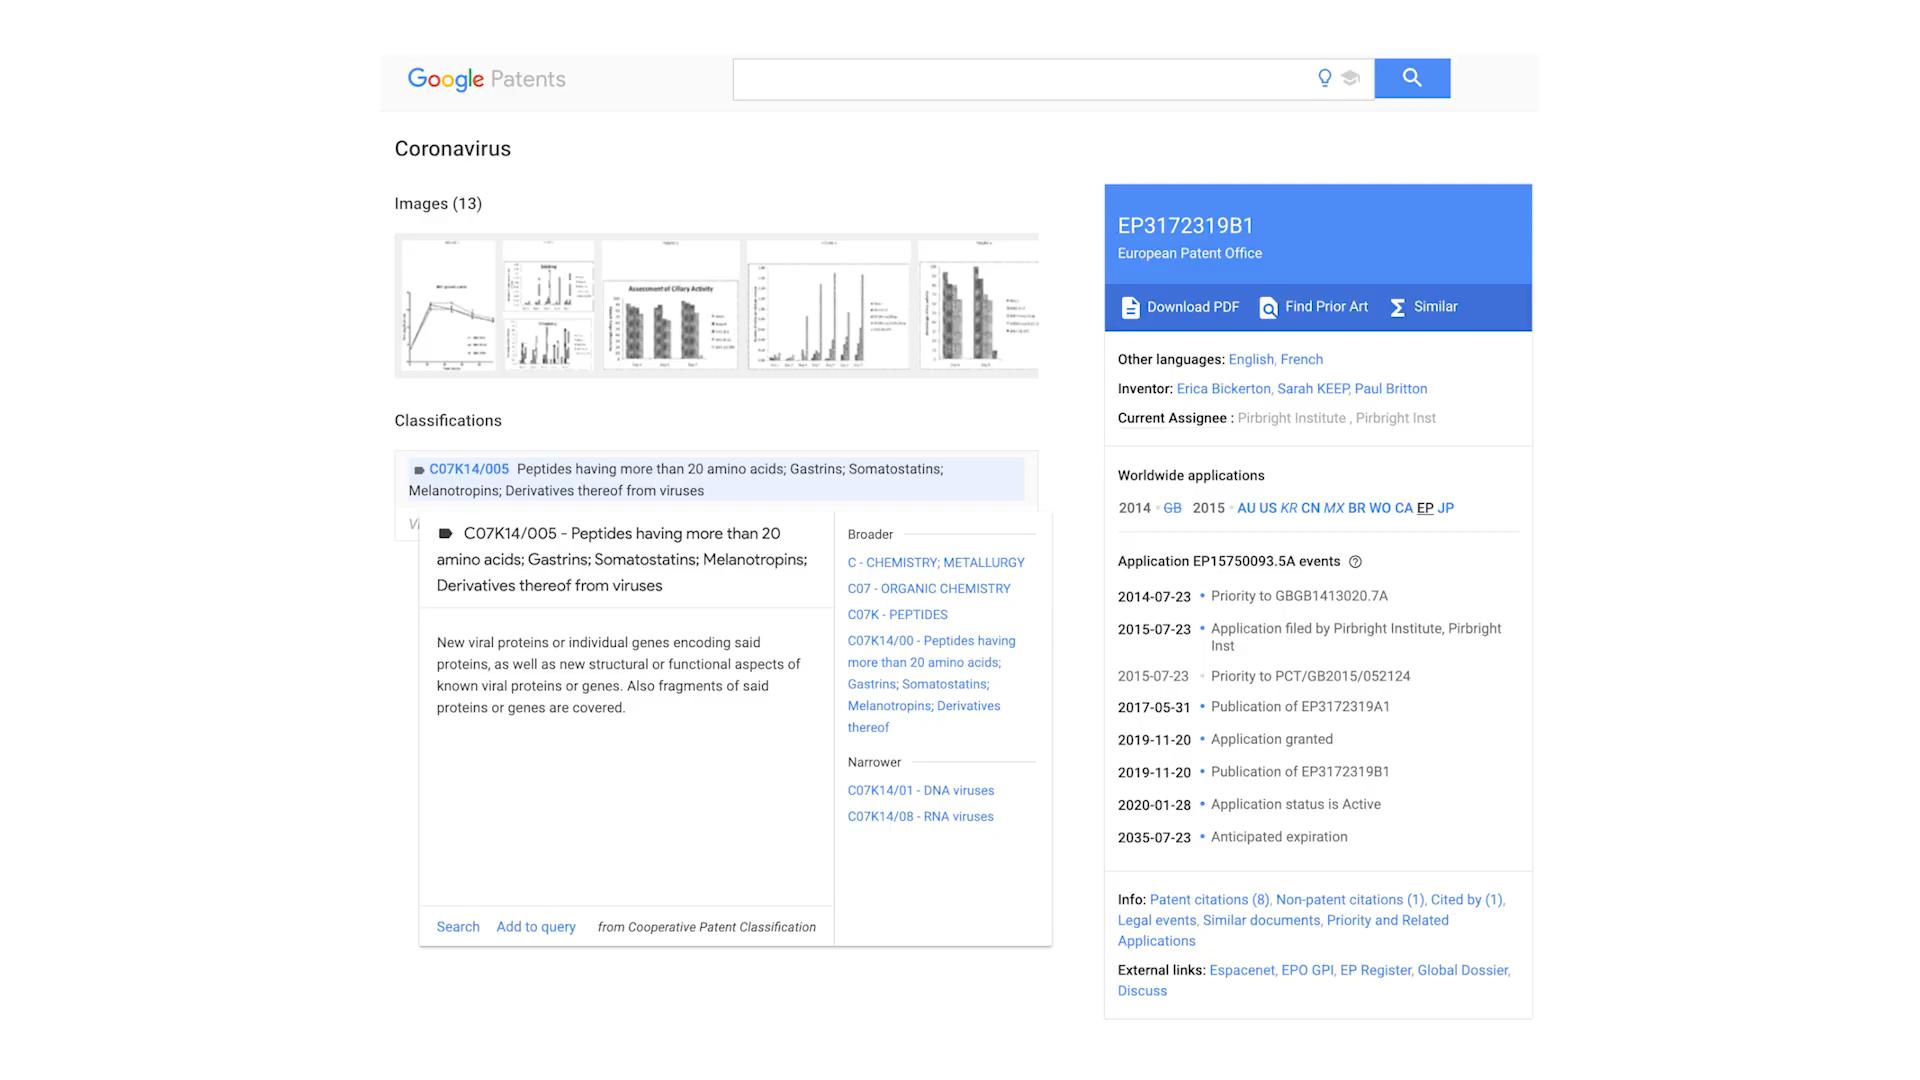 Google Patents
Coronavirus
Images (13)
Assessment of Ciliary Activity
Classifications
C07K14/005 Peptides having more than 20 amino acids; Gastrins; Somatostatins;
Melanotropins; Derivatives thereof from viruses
C07K14/005 - Peptides having more than 20
amino acids; Gastrins; Somatostatins; Melanotropins;
Derivatives thereof from viruses
New viral proteins or individual genes encoding said
proteins, as well as new structural or functional aspects of
known viral proteins or genes. Also fragments of said
proteins or genes are covered.
Search Add to query from Cooperative Patent Classification
Broader
C - CHEMISTRY; METALLURGY
C07 - ORGANIC CHEMISTRY
C07K - PEPTIDES
C07K14/00 - Peptides having
more than 20 amino acids;
Gastrins; Somatostatins;
Melanotropins; Derivatives
thereof
Narrower
C07K14/01 - DNA viruses
C07K14/08 - RNA viruses
EP3172319B1
European Patent Office
Download PDF Find Prior Art Similar
Other languages: English, French
Inventor: Erica Bickerton, Sarah KEEP, Paul Britton
Current Assignee : Pirbright Institute , Pirbright Inst
Worldwide applications
2014 • GB 2015 • AU US KR CN MX BR WO CA EP JP
Application EP15750093.5A events
2014-07-23 • Priority to GBGB1413020.7A
2015-07-23 • Application filed by Pirbright Institute, Pirbright
Inst
2015-07-23 • Priority to PCT/GB2015/052124
2017-05-31 • Publication of EP3172319A1
2019-11-20 • Application granted
2019-11-20 • Publication of EP3172319B1
2020-01-28 • Application status is Active
2035-07-23 • Anticipated expiration
Info: Patent citations (8), Non-patent citations (1), Cited by (1),
Legal events, Similar documents, Priority and Related
Applications
External links: Espacenet, EPO GPI, EP Register, Global Dossier,
Discuss